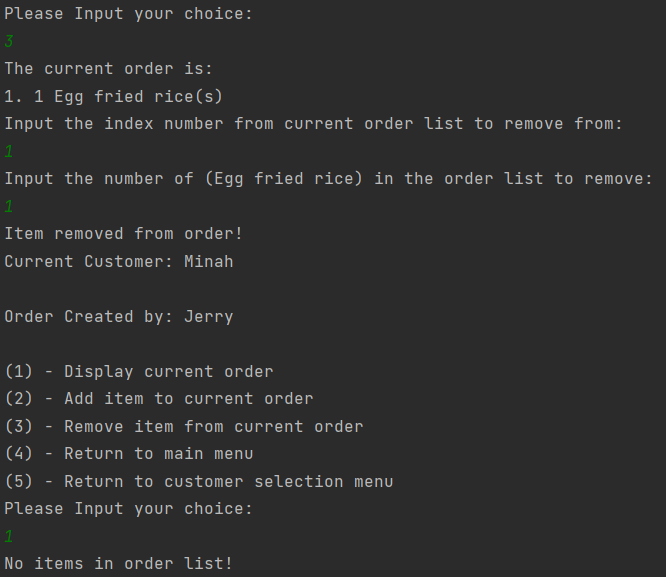 Please Input your choice:
3
The current order is:
1. 1 Egg fried rice(s)
Input the index number from current order list to remove from:
1
Input the number of (Egg fried rice) in the order list to remove:
1
Item removed from order!
Current Customer: Minah
Order Created by: Jerry
(1) - Display current order
(2) - Add item to current order
(3) - Remove item from current order
(4) - Return to main menu
(5) - Return to customer selection menu
Please Input your choice:
1
No items in order list!